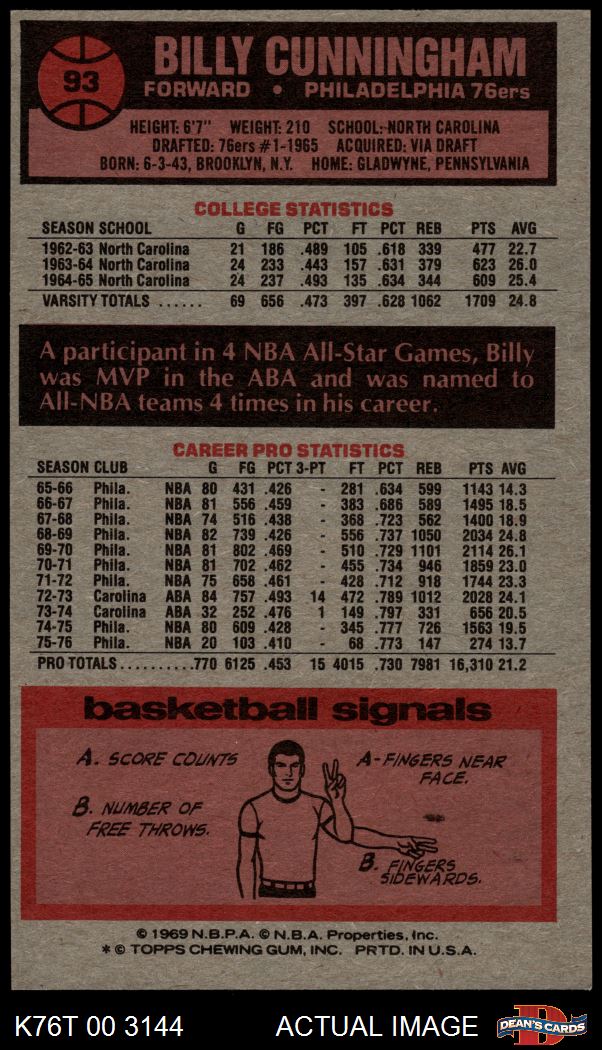 93
BILLY CUNNINGHAM
FORWARD • PHILADELPHIA 76ers
HEIGHT: 6'7" WEIGHT: 210 SCHOOL: NORTH CAROLINA
DRAFTED: 76ers #1-1965 ACQUIRED: VIA DRAFT
BORN: 6-3-43, BROOKLYN, N.Y. HOME: GLADWYNE, PENNSYLVANIA
COLLEGE STATISTICS
SEASON SCHOOL G FG PCT FT PCT REB PTS AVG
1962-63 North Carolina 21 186 .489 105 .618 339 477 22.7
1963-64 North Carolina 24 233 .443 157 .631 379 623 26.0
1964-65 North Carolina 24 237 .493 135 .634 344 609 25.4
VARSITY TOTALS ...... 69 656 .473 397 .628 1062 1709 24.8
A participant in 4 NBA All-Star Games, Billy
was MVP in the ABA and was named to
All-NBA teams 4 times in his career.
CAREER PRO STATISTICS
SEASON CLUB G FG PCT 3-PT FT PCT REB PTS AVG
65-66 Phila. NBA 80 431 .426 - 281 .634 599 1143 14.3
66-67 Phila. NBA 81 556 .459 - 383 .686 589 1495 18.5
67-68 Phila. NBA 74 516 .438 - 368 .723 562 1400 18.9
68-69 Phila. NBA 82 739 .426 - 556 .737 1050 2034 24.8
69-70 Phila. NBA 81 802 .469 - 510 .729 1101 2114 26.1
70-71 Phila. NBA 81 702 .462 - 455 .734 946 1859 23.0
71-72 Phila. NBA 75 658 .461 - 428 .712 918 1744 23.3
72-73 Carolina ABA 84 757 .493 14 472 .789 1012 2028 24.1
73-74 Carolina ABA 32 252 .476 1 149 .797 331 656 20.5
74-75 Phila. NBA 80 609 .428 - 345 .777 726 1563 19.5
75-76 Phila. NBA 20 103 .410 - 68 .773 147 274 13.7
PRO TOTALS.......... 770 6125 .453 15 4015 .730 7981 16,310 21.2
basketball signals
A. SCORE COUNTS
B. NUMBER OF
FREE THROWS.
A-FINGERS NEAR
FACE.
B. FINGERS
SIDEWARDS.
© 1969 N.B.P.A. © N.B.A. Properties, Inc.
* © TOPPS CHEWING GUM, INC. PRTD. IN U.S.A.
K76T 00 3144 ACTUAL IMAGE
D
DEAN'S CARDS